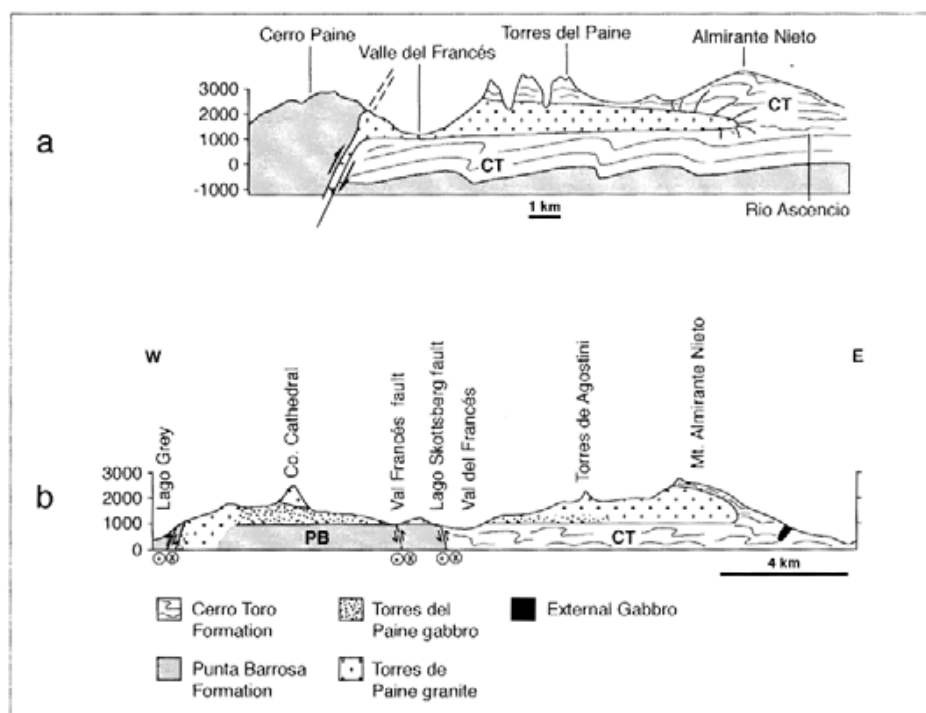 a
Cerro Paine
Valle del Francés
Torres del Paine
Almirante Nieto
3000
2000
1000
0
-1000
CT
CT
1 km
Rio Ascencio
b
W
E
Lago Grey
Co. Cathedral
Val Francés fault
Lago Skottsberg fault
Val del Francés
Torres de Agostini
Mt. Almirante Nieto
3000
2000
1000
0
PB
CT
4 km
Cerro Toro
Formation
Torres del
Paine gabbro
External Gabbro
Punta Barrosa
Formation
Torres de
Paine granite